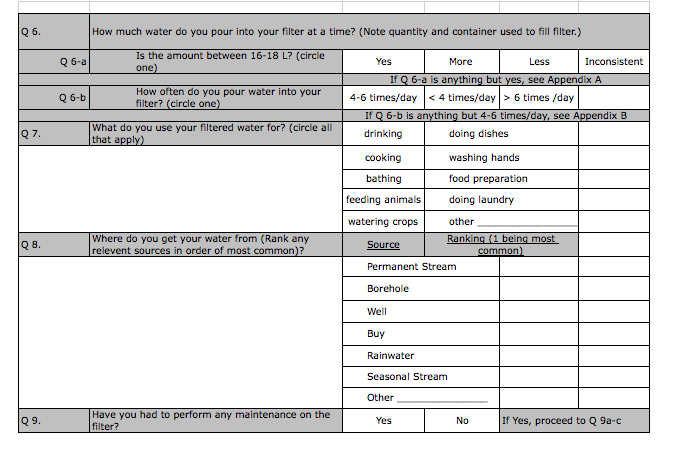 Q 6. How much water do you pour into your filter at a time? (Note quantity and container used to fill filter.)
Q 6-a Is the amount between 16-18 L? (circle
one) Yes More Less Inconsistent
If Q 6-a is anything but yes, see Appendix A
Q 6-b How often do you pour water into your
filter? (circle one) 4-6 times/day < 4 times/day > 6 times /day
If Q 6-b is anything but 4-6 times/day, see Appendix B
Q 7. What do you use your filtered water for? (circle all
that apply) drinking doing dishes
cooking washing hands
bathing food preparation
feeding animals doing laundry
watering crops other ________________
Q 8. Where do you get your water from (Rank any
relevent sources in order of most common)? Source Ranking (1 being most
common)
Permanent Stream
Borehole
Well
Buy
Rainwater
Seasonal Stream
Other ________________
Q 9. Have you had to perform any maintenance on the
filter? Yes No If Yes, proceed to Q 9a-c